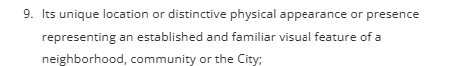 9. Its unique location or distinctive physical appearance or presence
representing an established and familiar visual feature of a
neighborhood, community or the City;